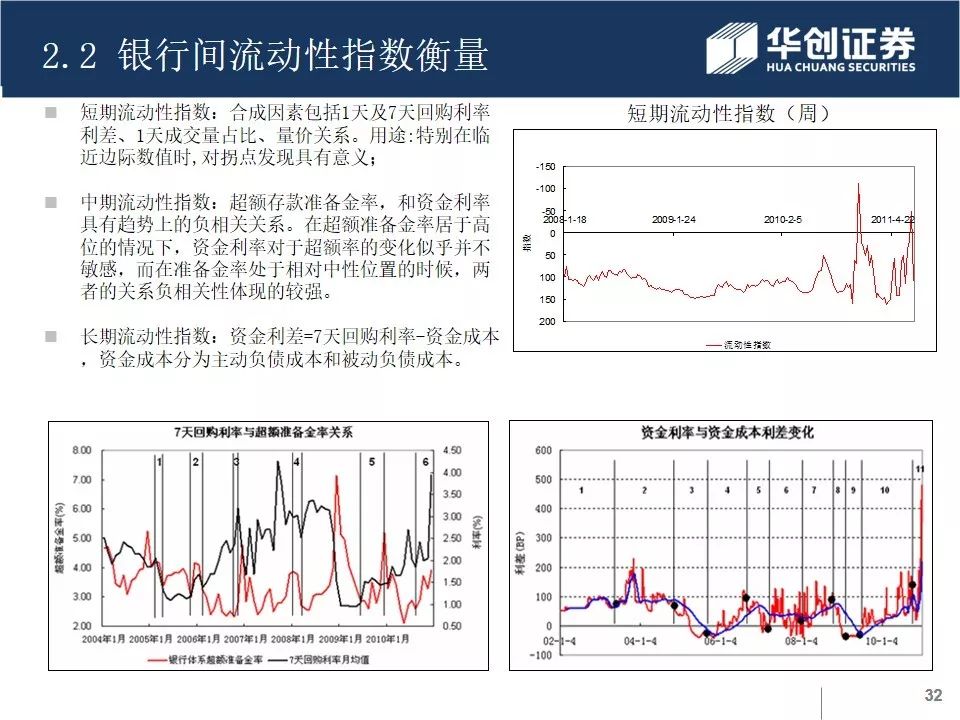 2.2 银行间流动性指数衡量
华创证券
HUA CHUANG SECURITIES
■ 短期流动性指数：合成因素包括1天及7天回购利率
利差、1天成交量占比、量价关系。用途:特别在临
近边际数值时,对拐点发现具有意义；
■ 中期流动性指数：超额存款准备金率，和资金利率
具有趋势上的负相关关系。在超额准备金率居于高
位的情况下，资金利率对于超额率的变化似乎并不
敏感，而在准备金率处于相对中性位置的时候，两
者的关系负相关性体现的较强。
■ 长期流动性指数：资金利差=7天回购利率-资金成本
，资金成本分为主动负债成本和被动负债成本。
短期流动性指数（周）
-150
-100
-50
2008-1-18 2009-1-24 2010-2-5 2011-4-22
0
50
100
150
200
指数
流动性指数
7天回购利率与超额准备金率关系
8.00
7.00
6.00
5.00
4.00
3.00
2.00
超额准备金率(%)
1 2 3 4 5 6
4.50
4.00
3.50
3.00
2.50
2.00
1.50
1.00
0.50
利率(%)
2004年1月 2005年1月 2006年1月 2007年1月 2008年1月 2009年1月 2010年1月
银行体系超额准备金率 7天回购利率月均值
资金利率与资金成本利差变化
600
500
400
300
200
100
0
-100
利差(BP)
1 2 3 4 5 6 7 8 9 10 11
02-1-4 04-1-4 06-1-4 08-1-4 10-1-4
32